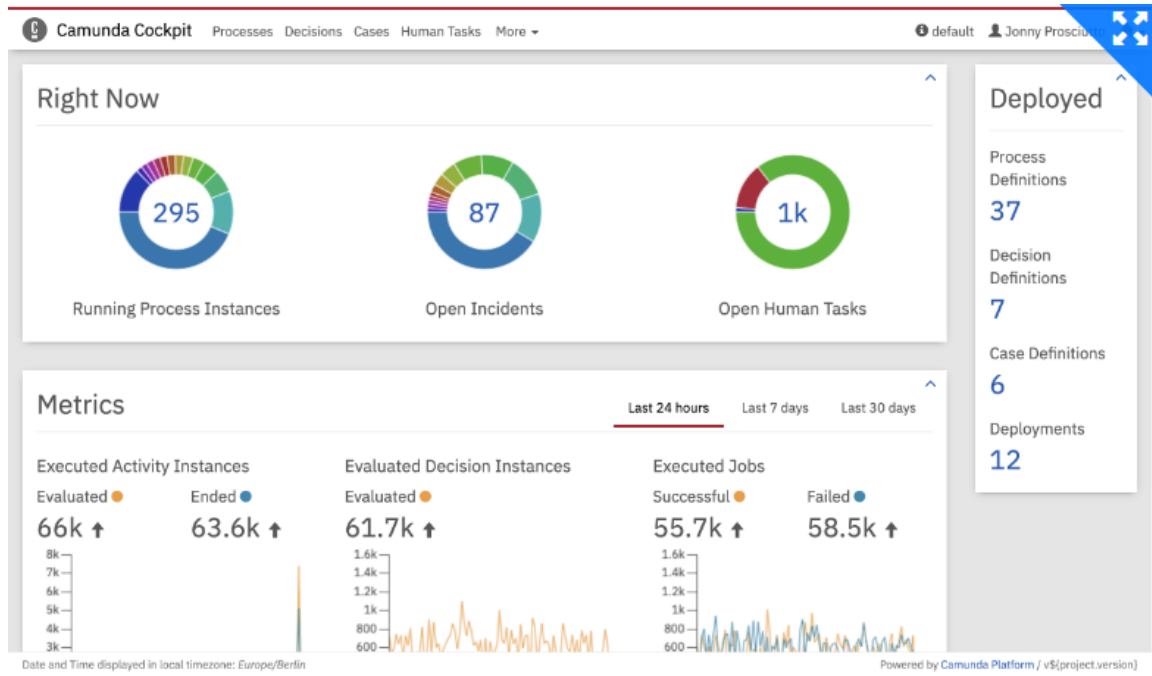 Camunda Cockpit Processes Decisions Cases Human Tasks More default Jonny Prosciutto
Right Now
295
87
1k
Running Process Instances
Open Incidents
Open Human Tasks
Deployed
Process
Definitions
37
Decision
Definitions
7
Case Definitions
6
Deployments
12
Metrics
Last 24 hours
Last 7 days
Last 30 days
Executed Activity Instances
Evaluated
Ended
66k
63.6k
8k
7k
6k
5k
4k
3k
Evaluated Decision Instances
Evaluated
61.7k
1.6k
1.4k
1.2k
1k
800
600
Executed Jobs
Successful
Failed
55.7k
58.5k
1.6k
1.4k
1.2k
1k
800
600
Date and Time displayed in local timezone: Europe/Berlin
Powered by Camunda Platform / v${project.version}